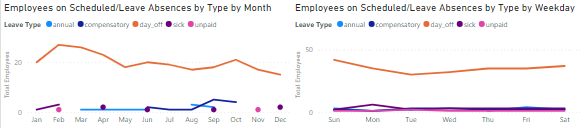 Employees on Scheduled/Leave Absences by Type by Month
Leave Type annual compensatory day_off sick unpaid
Total Employees
20
0
Jan Feb Mar Apr May Jun Jul Aug Sep Oct Nov Dec
Employees on Scheduled/Leave Absences by Type by Weekday
Leave Type annual compensatory day_off sick unpaid
Total Employees
50
0
Sun Mon Tue Wed Thu Fri Sat